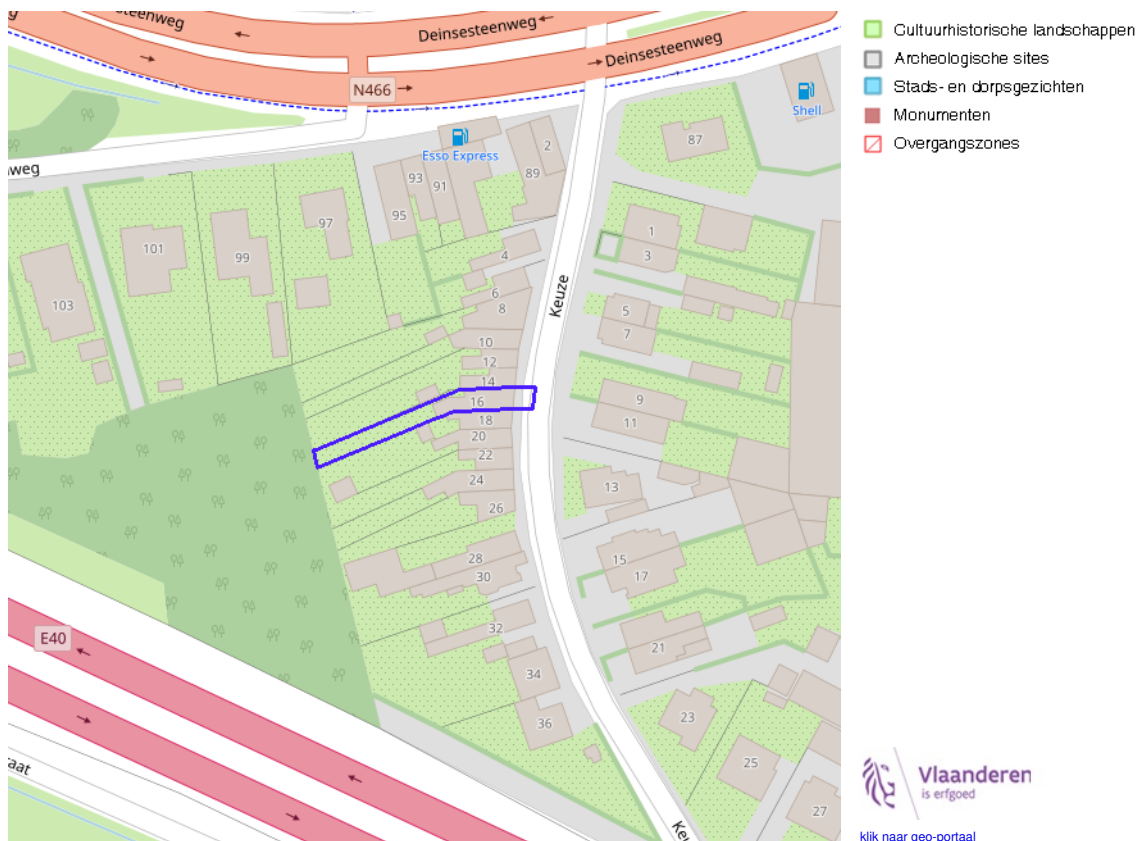 Deinsesteenweg
Deinsesteenweg
Deinsesteenweg
N466
Shell
Esso Express
weg
2
87
93
91
89
95
97
101
99
103
1
3
4
6
8
Keuze
5
7
10
12
14
16
18
20
22
24
26
9
11
13
28
30
15
17
32
21
34
36
23
25
27
E40
raat
Keu
Cultuurhistorische landschappen
Archeologische sites
Stads- en dorpsgezichten
Monumenten
Overgangszones
Vlaanderen
is erfgoed
klik naar geo-portaal